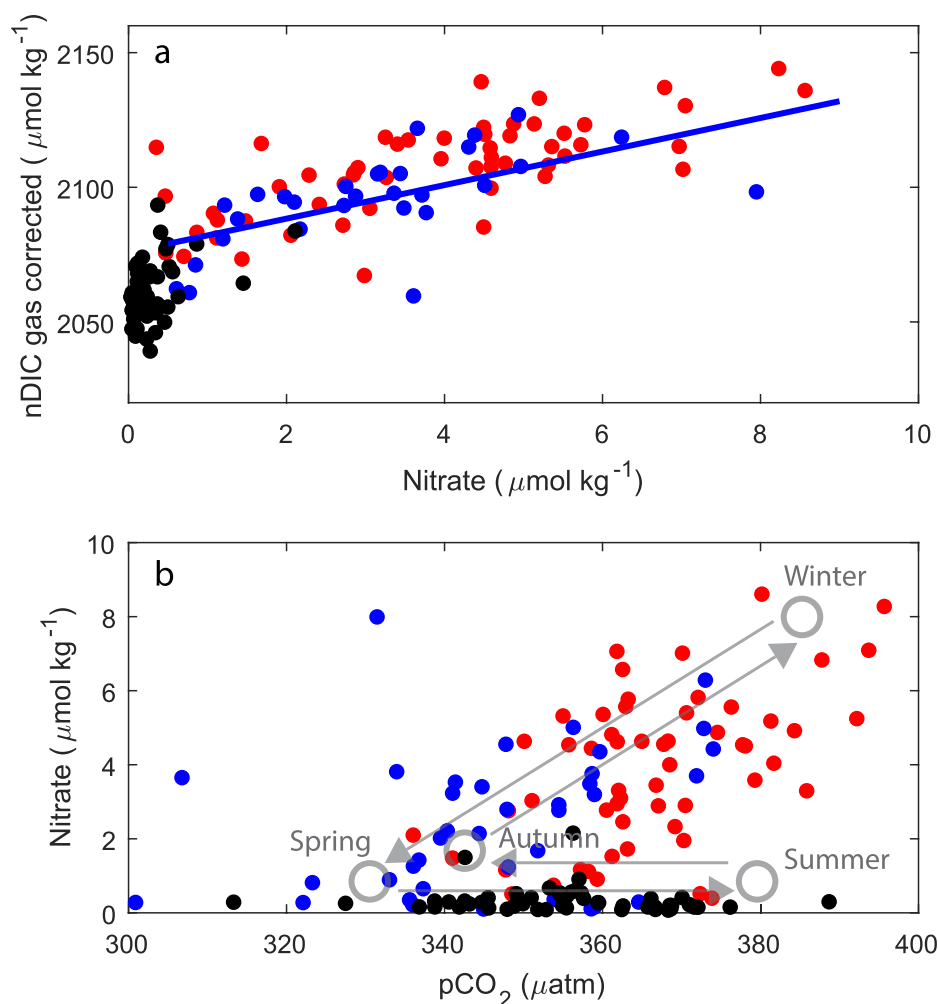 a
nDIC gas corrected ( μmol kg⁻¹)
2150
2100
2050
0 2 4 6 8 10
Nitrate ( μmol kg⁻¹)
b
Nitrate ( μmol kg⁻¹)
10
8
6
4
2
0
Winter
Spring
Autumn
Summer
300 320 340 360 380 400
pCO₂ (μatm)